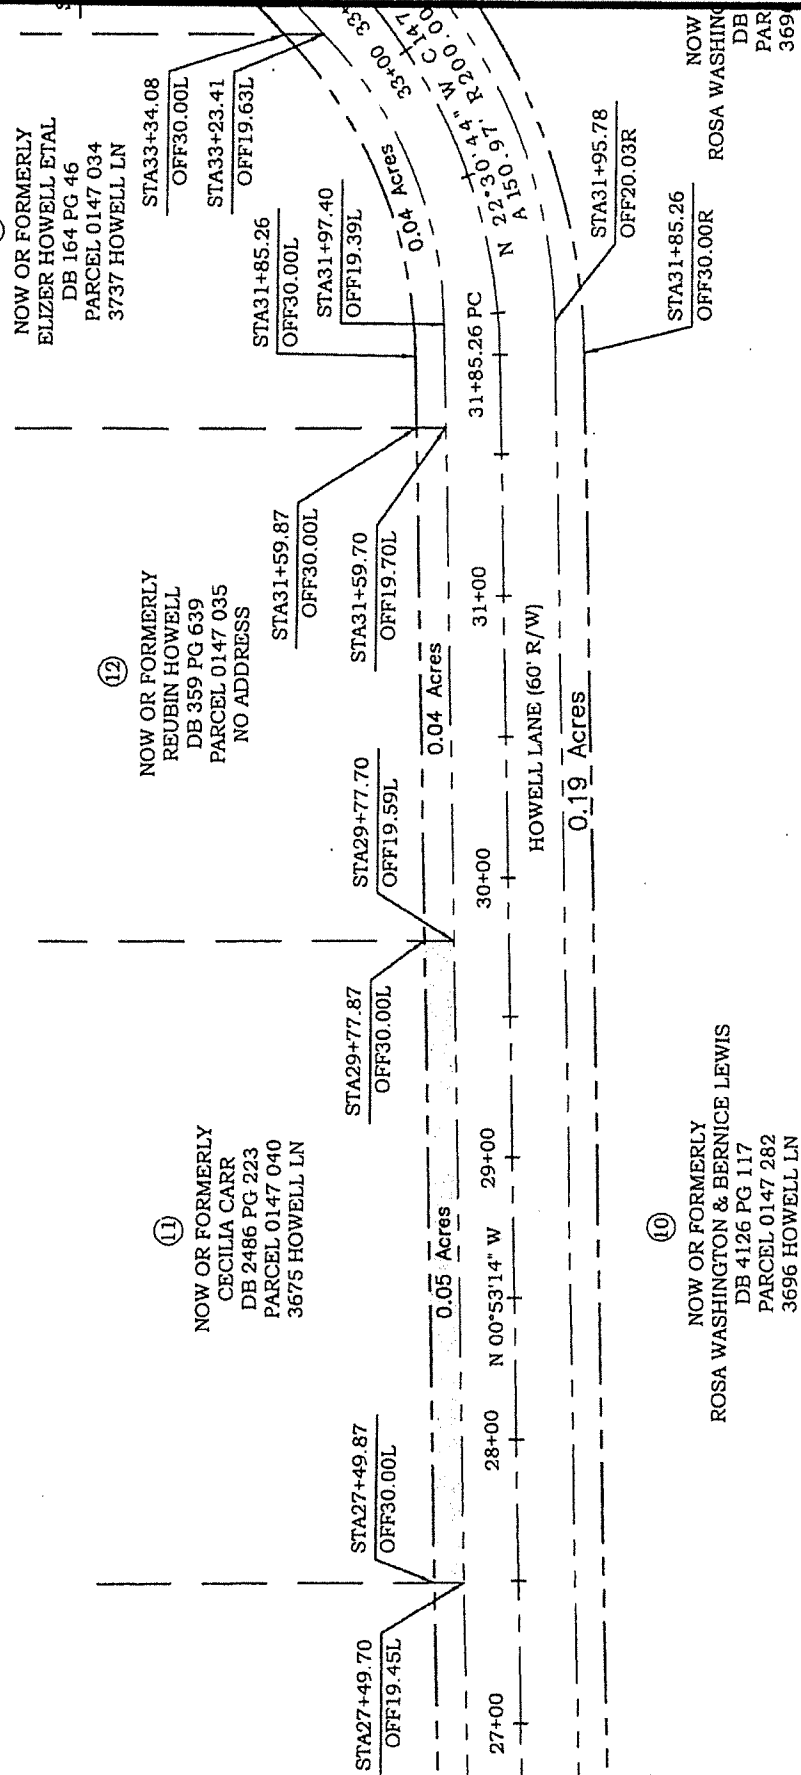 NOW OR FORMERLY
ELIZER HOWELL ETAL
DB 164 PG 46
PARCEL 0147 034
3737 HOWELL LN
STA33+34.08
OFF30.00L
STA33+23.41
OFF19.63L
STA31+85.26
OFF30.00L
STA31+97.40
OFF19.39L
0.04 Acres
33+00
33+
N 22°30'44" W C 147
A 150.97' R200.00
31+85.26 PC
STA31+95.78
OFF20.03R
STA31+85.26
OFF30.00R
NOW
ROSA WASHING
DB
PAR
369
12
NOW OR FORMERLY
REUBIN HOWELL
DB 359 PG 639
PARCEL 0147 035
NO ADDRESS
STA31+59.87
OFF30.00L
STA31+59.70
OFF19.70L
31+00
0.04 Acres
HOWELL LANE (60' R/W)
0.19 Acres
STA29+77.70
OFF19.59L
30+00
STA29+77.87
OFF30.00L
11
NOW OR FORMERLY
CECILIA CARR
DB 2486 PG 223
PARCEL 0147 040
3675 HOWELL LN
0.05 Acres
29+00
N 00°53'14" W
28+00
STA27+49.87
OFF30.00L
STA27+49.70
OFF19.45L
27+00
10
NOW OR FORMERLY
ROSA WASHINGTON & BERNICE LEWIS
DB 4126 PG 117
PARCEL 0147 282
3696 HOWELL LN